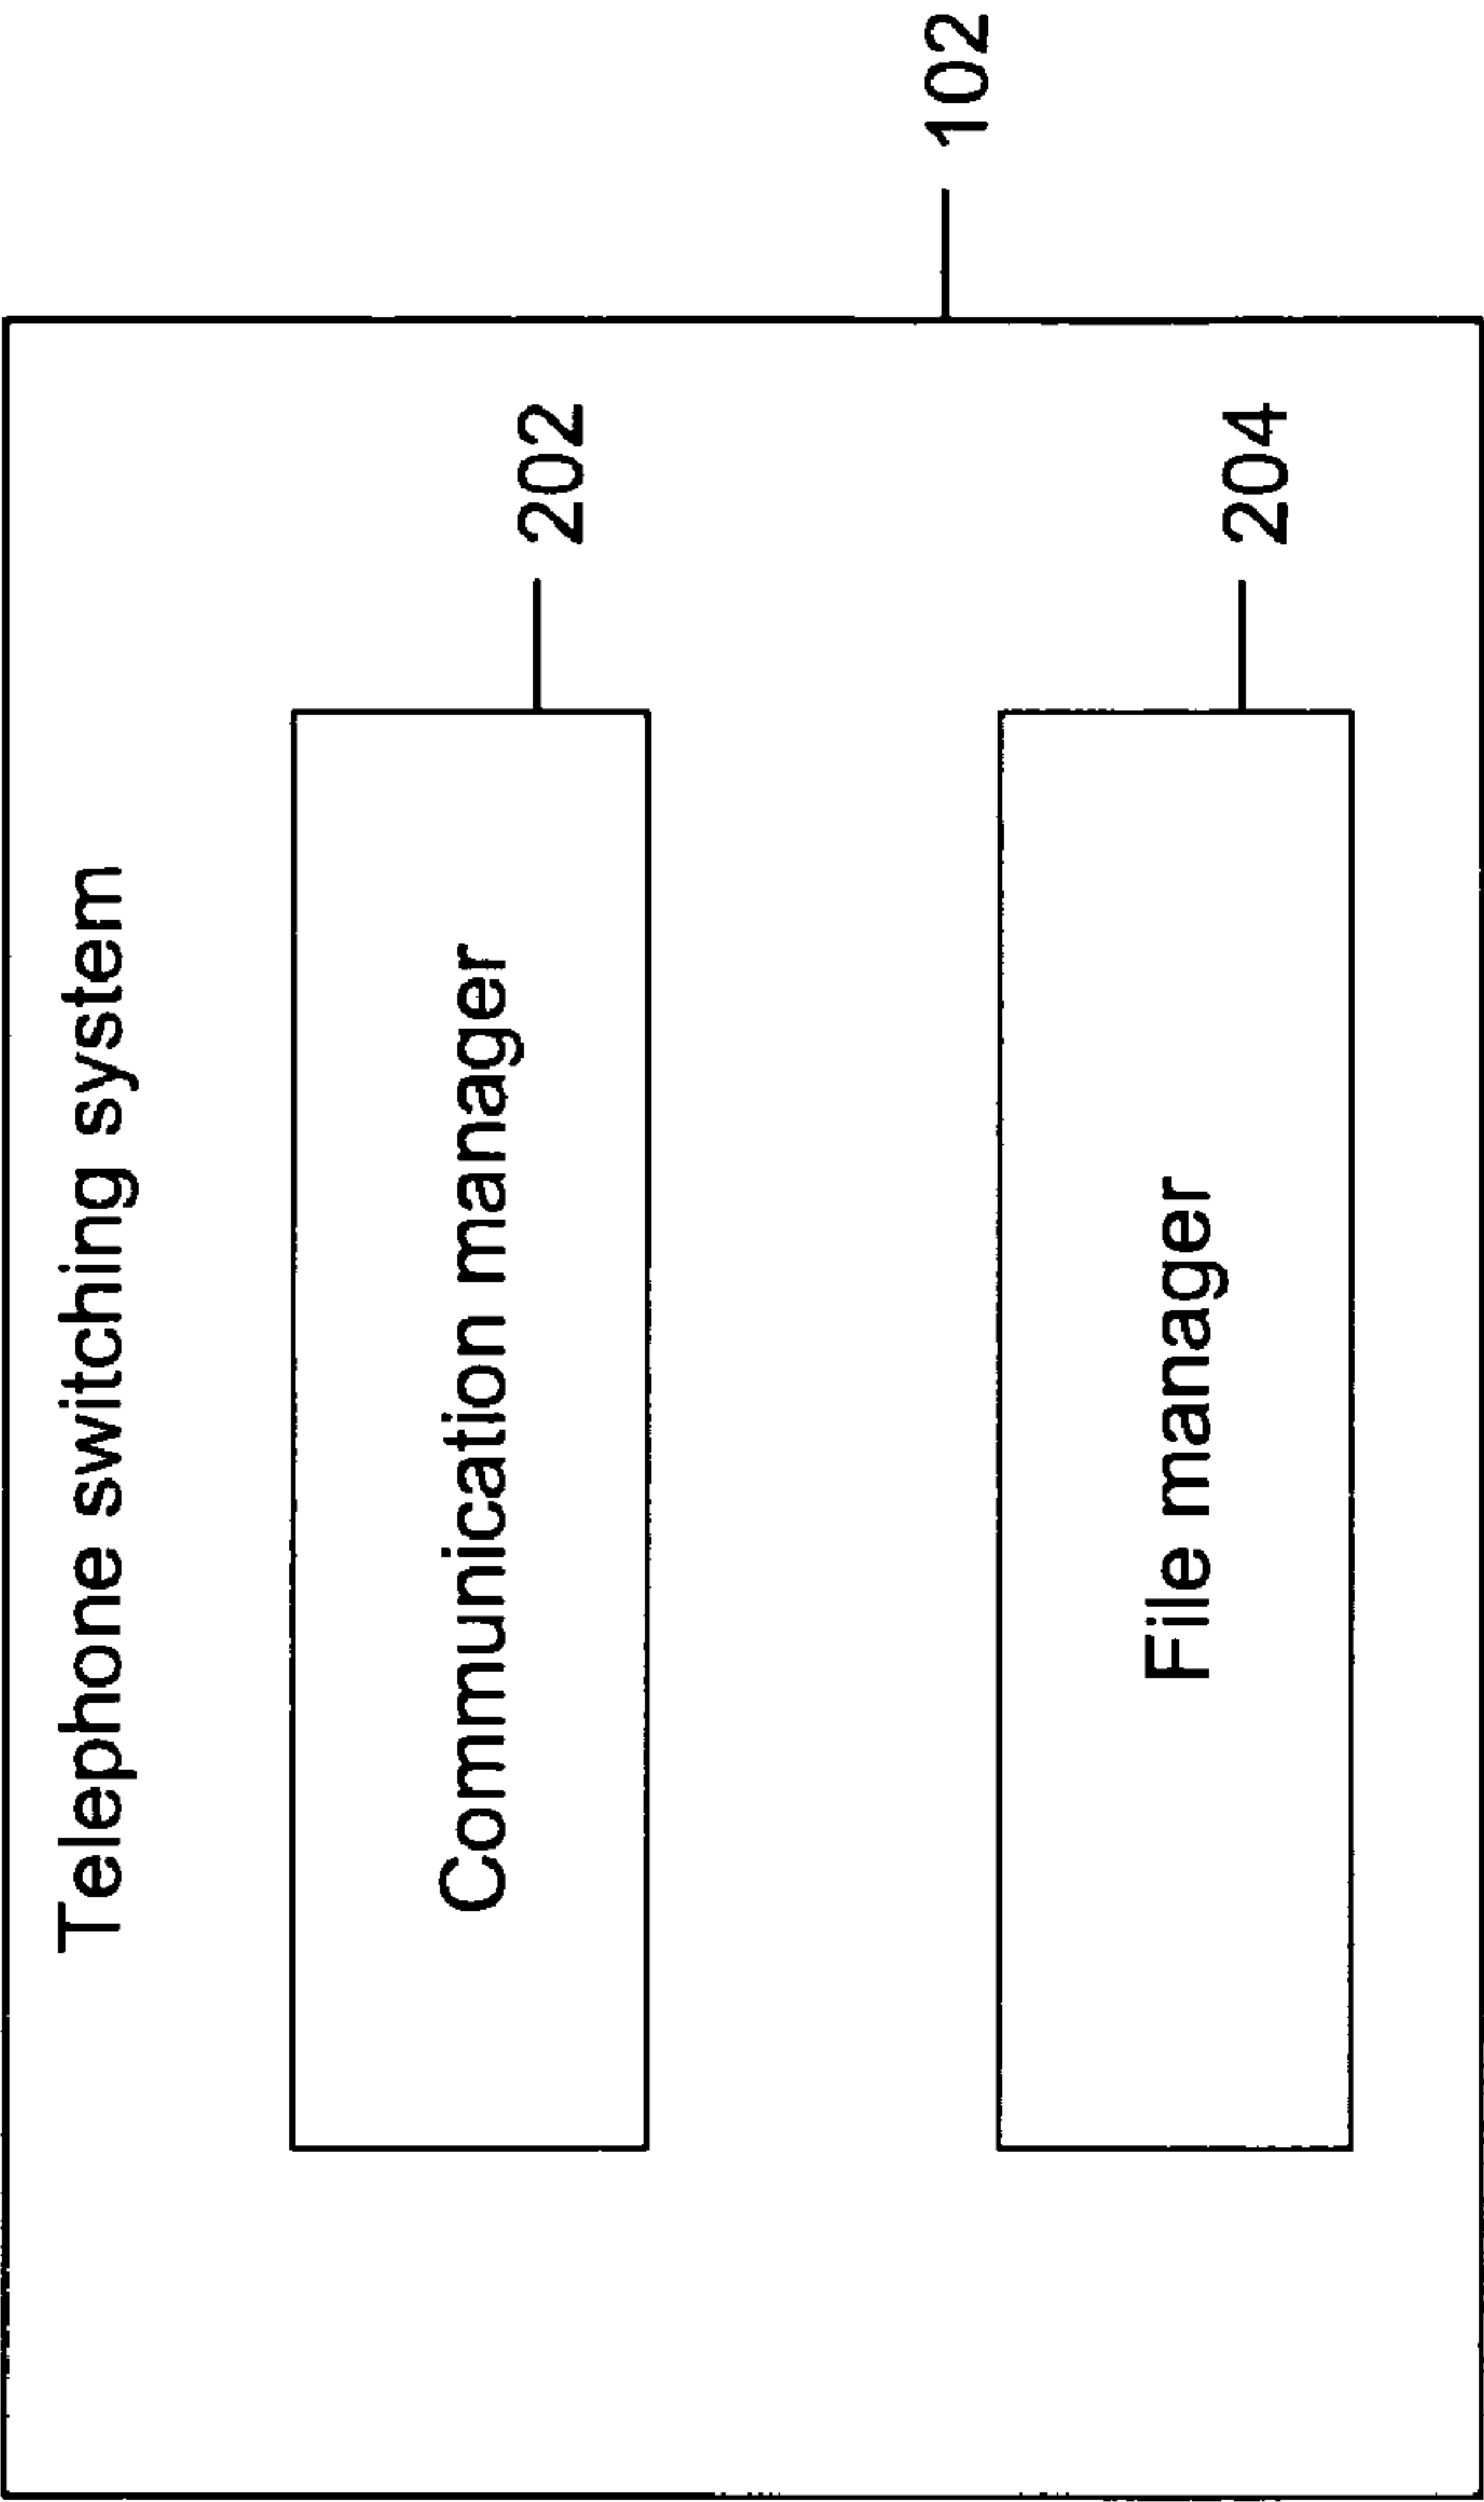 Telephone switching system
Communication manager
202
102
File manager
204